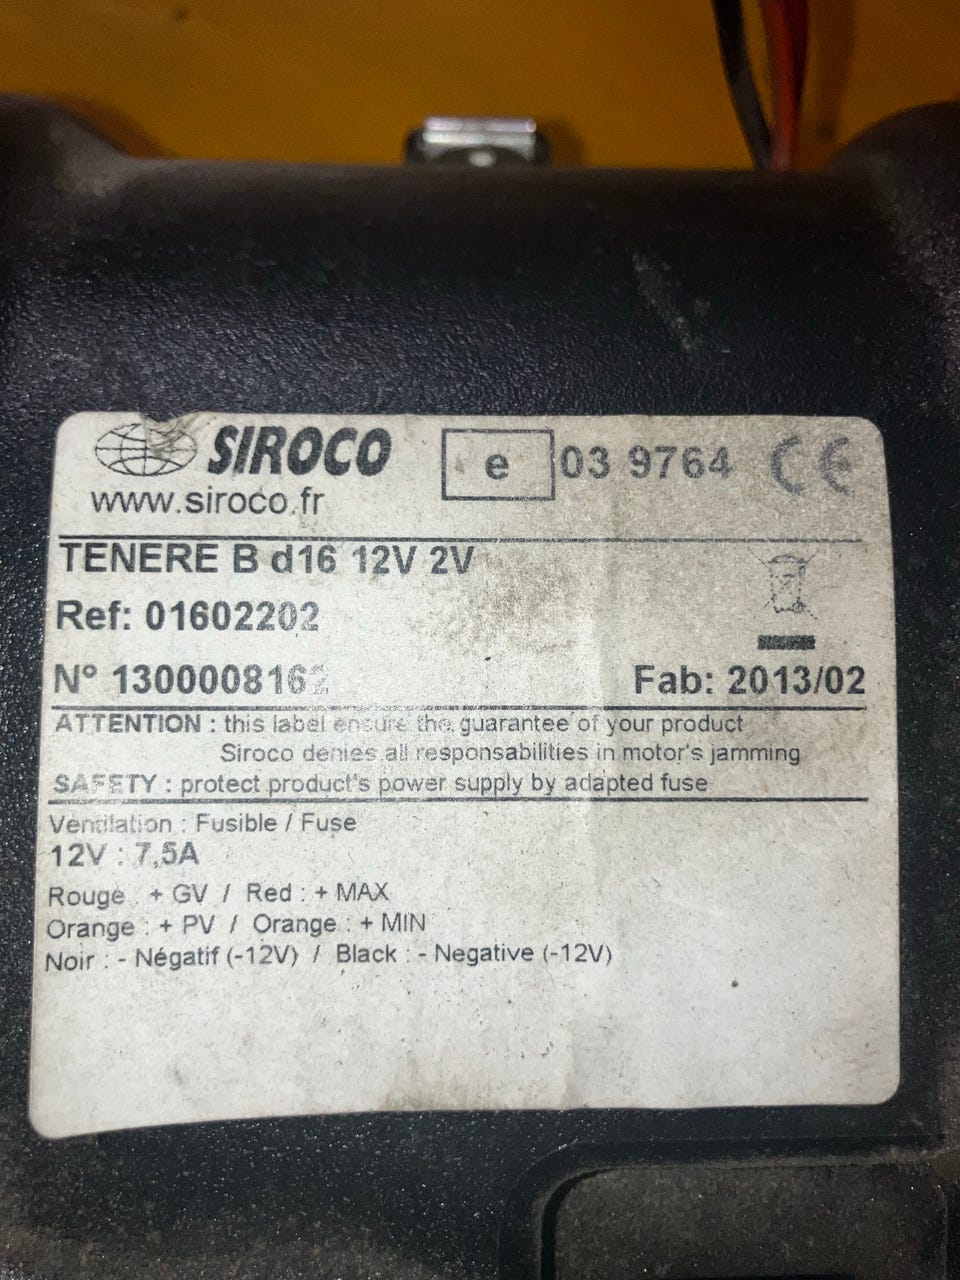 SIROCO
www.siroco.fr
e 03 9764 CE
TENERE B d16 12V 2V
Ref: 01602202
N° 1300008162 Fab: 2013/02
ATTENTION : this label ensure the guarantee of your product
Siroco denies all responsabilities in motor's jamming
SAFETY : protect product's power supply by adapted fuse
Ventilation : Fusible / Fuse
12V : 7,5A
Rouge : + GV / Red : + MAX
Orange : + PV / Orange : + MIN
Noir : - Négatif (-12V) / Black : - Negative (-12V)